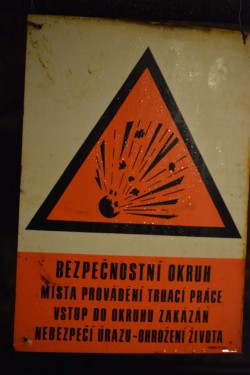 BEZPEČNOSTNÍ OKRUH
MÍSTA PROVÁDĚNÍ TRHACÍ PRÁCE
VSTUP DO OKRUHU ZAKÁZÁN
NEBEZPEČÍ ÚRAZU-OHROŽENÍ ŽIVOTA